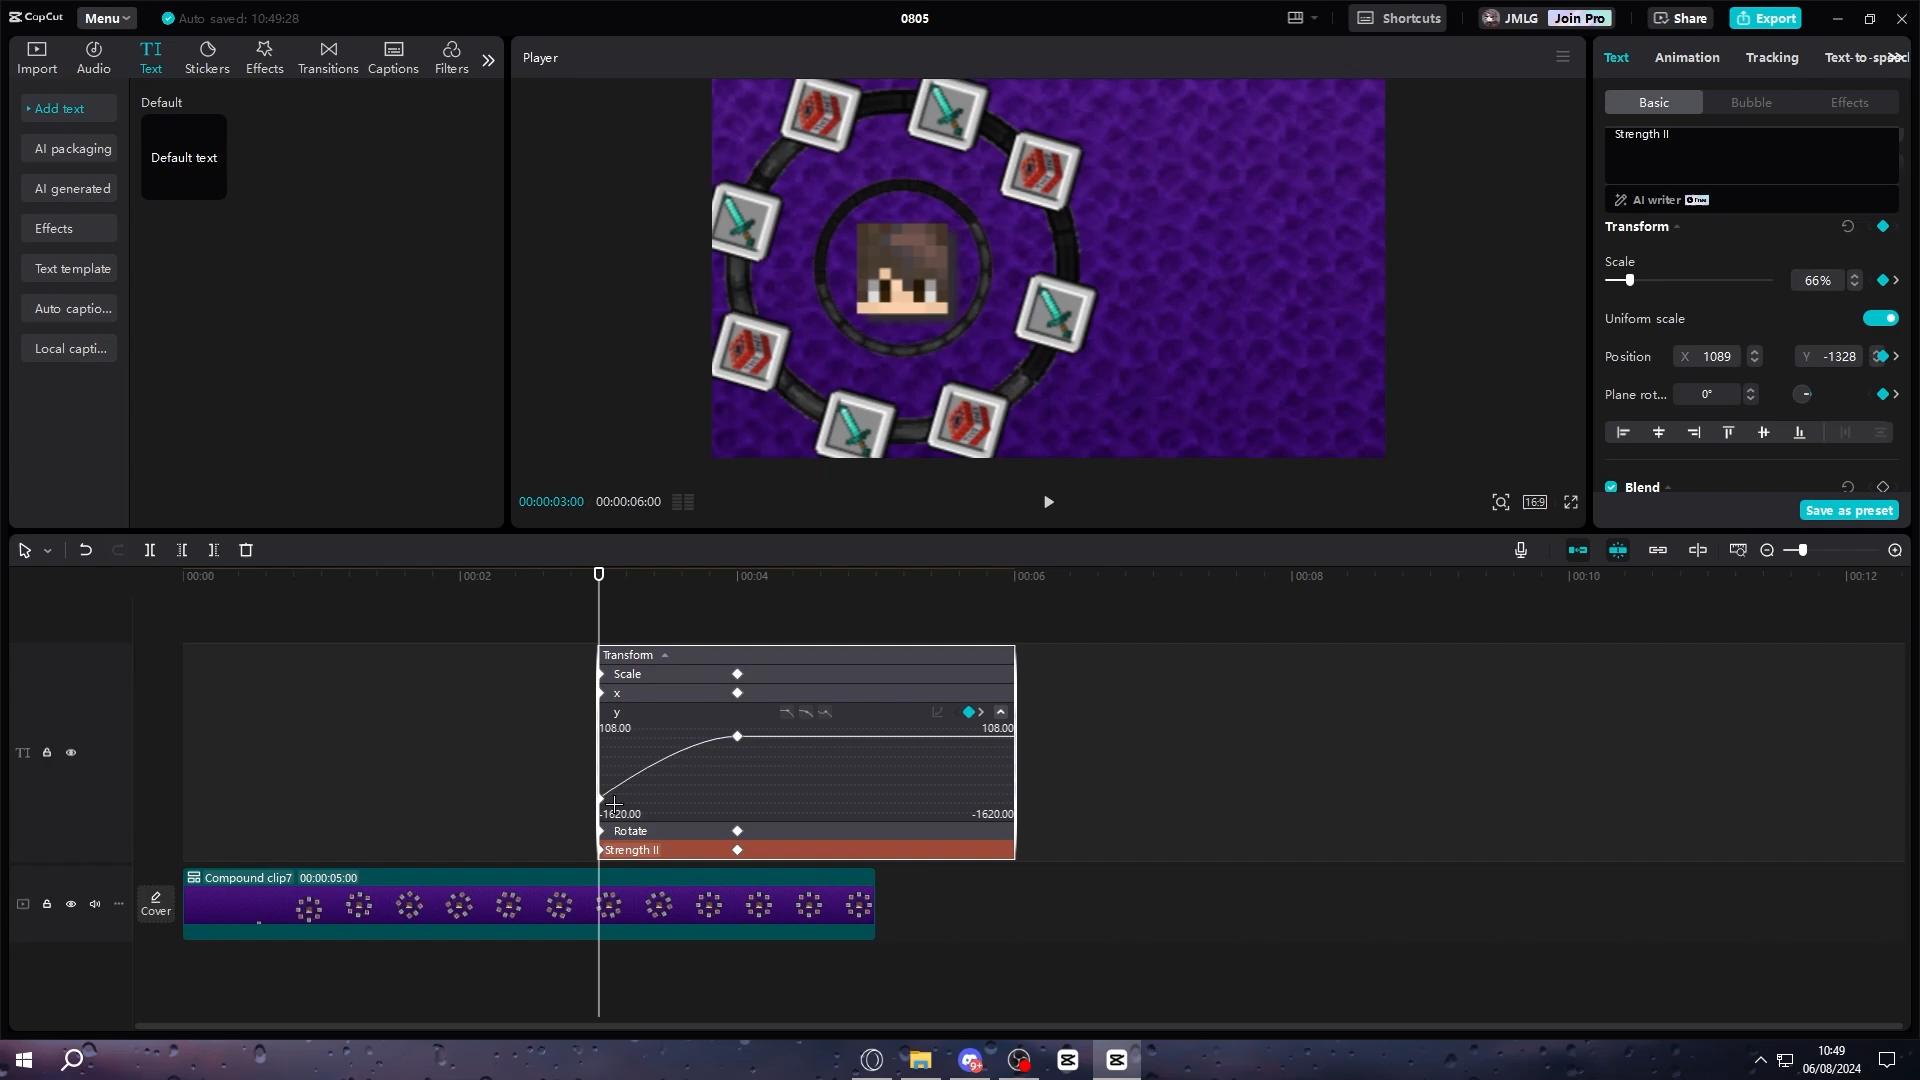 CapCut
Menu
Auto saved: 10:49:28
0805
Shortcuts
JMLG
Join Pro
Share
Export
Import
Audio
TI
Text
Stickers
Effects
Transitions
Captions
Filters
Add text
AI packaging
AI generated
Effects
Text template
Auto captio...
Local capti...
Default
Default text
Player
00:00:03:00
00:00:06:00
16:9
Text
Animation
Tracking
Text-to-speech
Basic
Bubble
Effects
Strength II
AI writer
Free
Transform
Scale
66%
Uniform scale
Position
X 1089
Y -1328
Plane rot...
0°
Blend
Save as preset
00:00
00:02
00:04
00:06
00:08
00:10
00:12
Transform
Scale
x
y
108.00
108.00
-1620.00
-1620.00
Rotate
Strength II
TI
Compound clip7 00:00:05:00
Cover
9+
10:49
06/08/2024